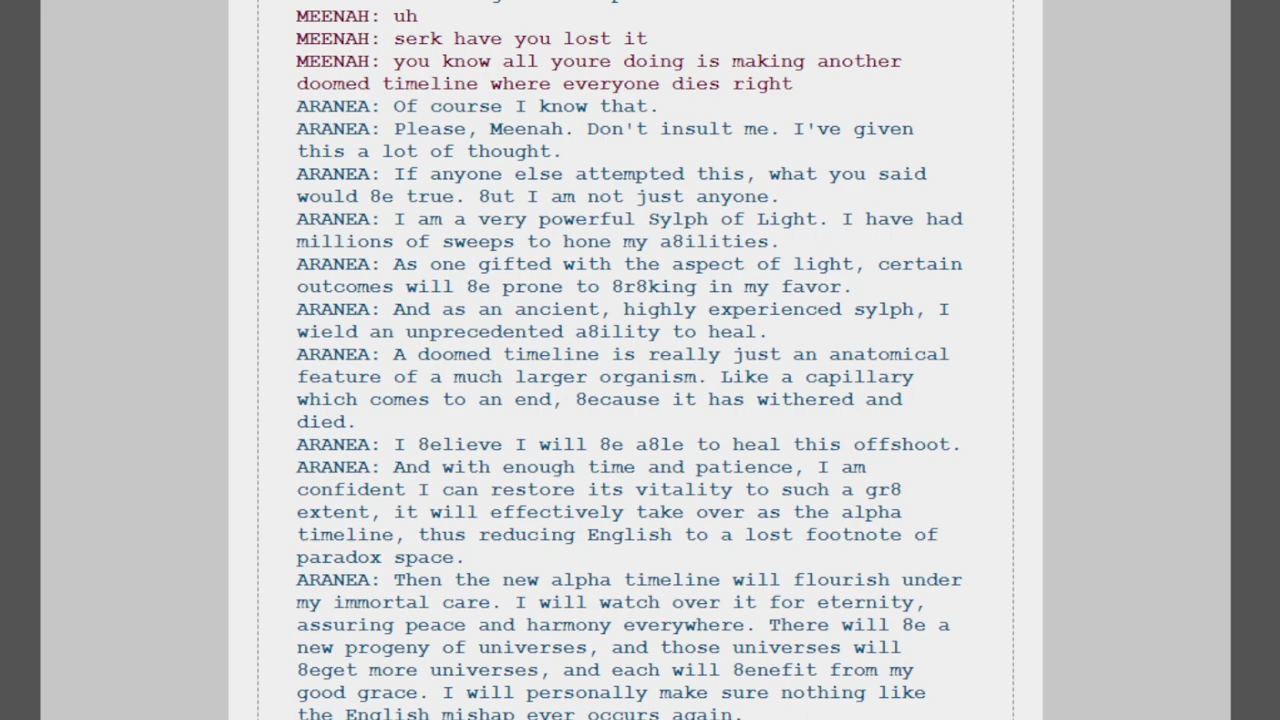 MEENAH: uh
MEENAH: serk have you lost it
MEENAH: you know all youre doing is making another
doomed timeline where everyone dies right
ARANEA: Of course I know that.
ARANEA: Please, Meenah. Don't insult me. I've given
this a lot of thought.
ARANEA: If anyone else attempted this, what you said
would 8e true. 8ut I am not just anyone.
ARANEA: I am a very powerful Sylph of Light. I have had
millions of sweeps to hone my a8ilities.
ARANEA: As one gifted with the aspect of light, certain
outcomes will 8e prone to 8r8king in my favor.
ARANEA: And as an ancient, highly experienced sylph, I
wield an unprecedented a8ility to heal.
ARANEA: A doomed timeline is really just an anatomical
feature of a much larger organism. Like a capillary
which comes to an end, 8ecause it has withered and
died.
ARANEA: I 8elieve I will 8e a8le to heal this offshoot.
ARANEA: And with enough time and patience, I am
confident I can restore its vitality to such a gr8
extent, it will effectively take over as the alpha
timeline, thus reducing English to a lost footnote of
paradox space.
ARANEA: Then the new alpha timeline will flourish under
my immortal care. I will watch over it for eternity,
assuring peace and harmony everywhere. There will 8e a
new progeny of universes, and those universes will
8eget more universes, and each will 8enefit from my
good grace. I will personally make sure nothing like
the English mishap ever occurs again.